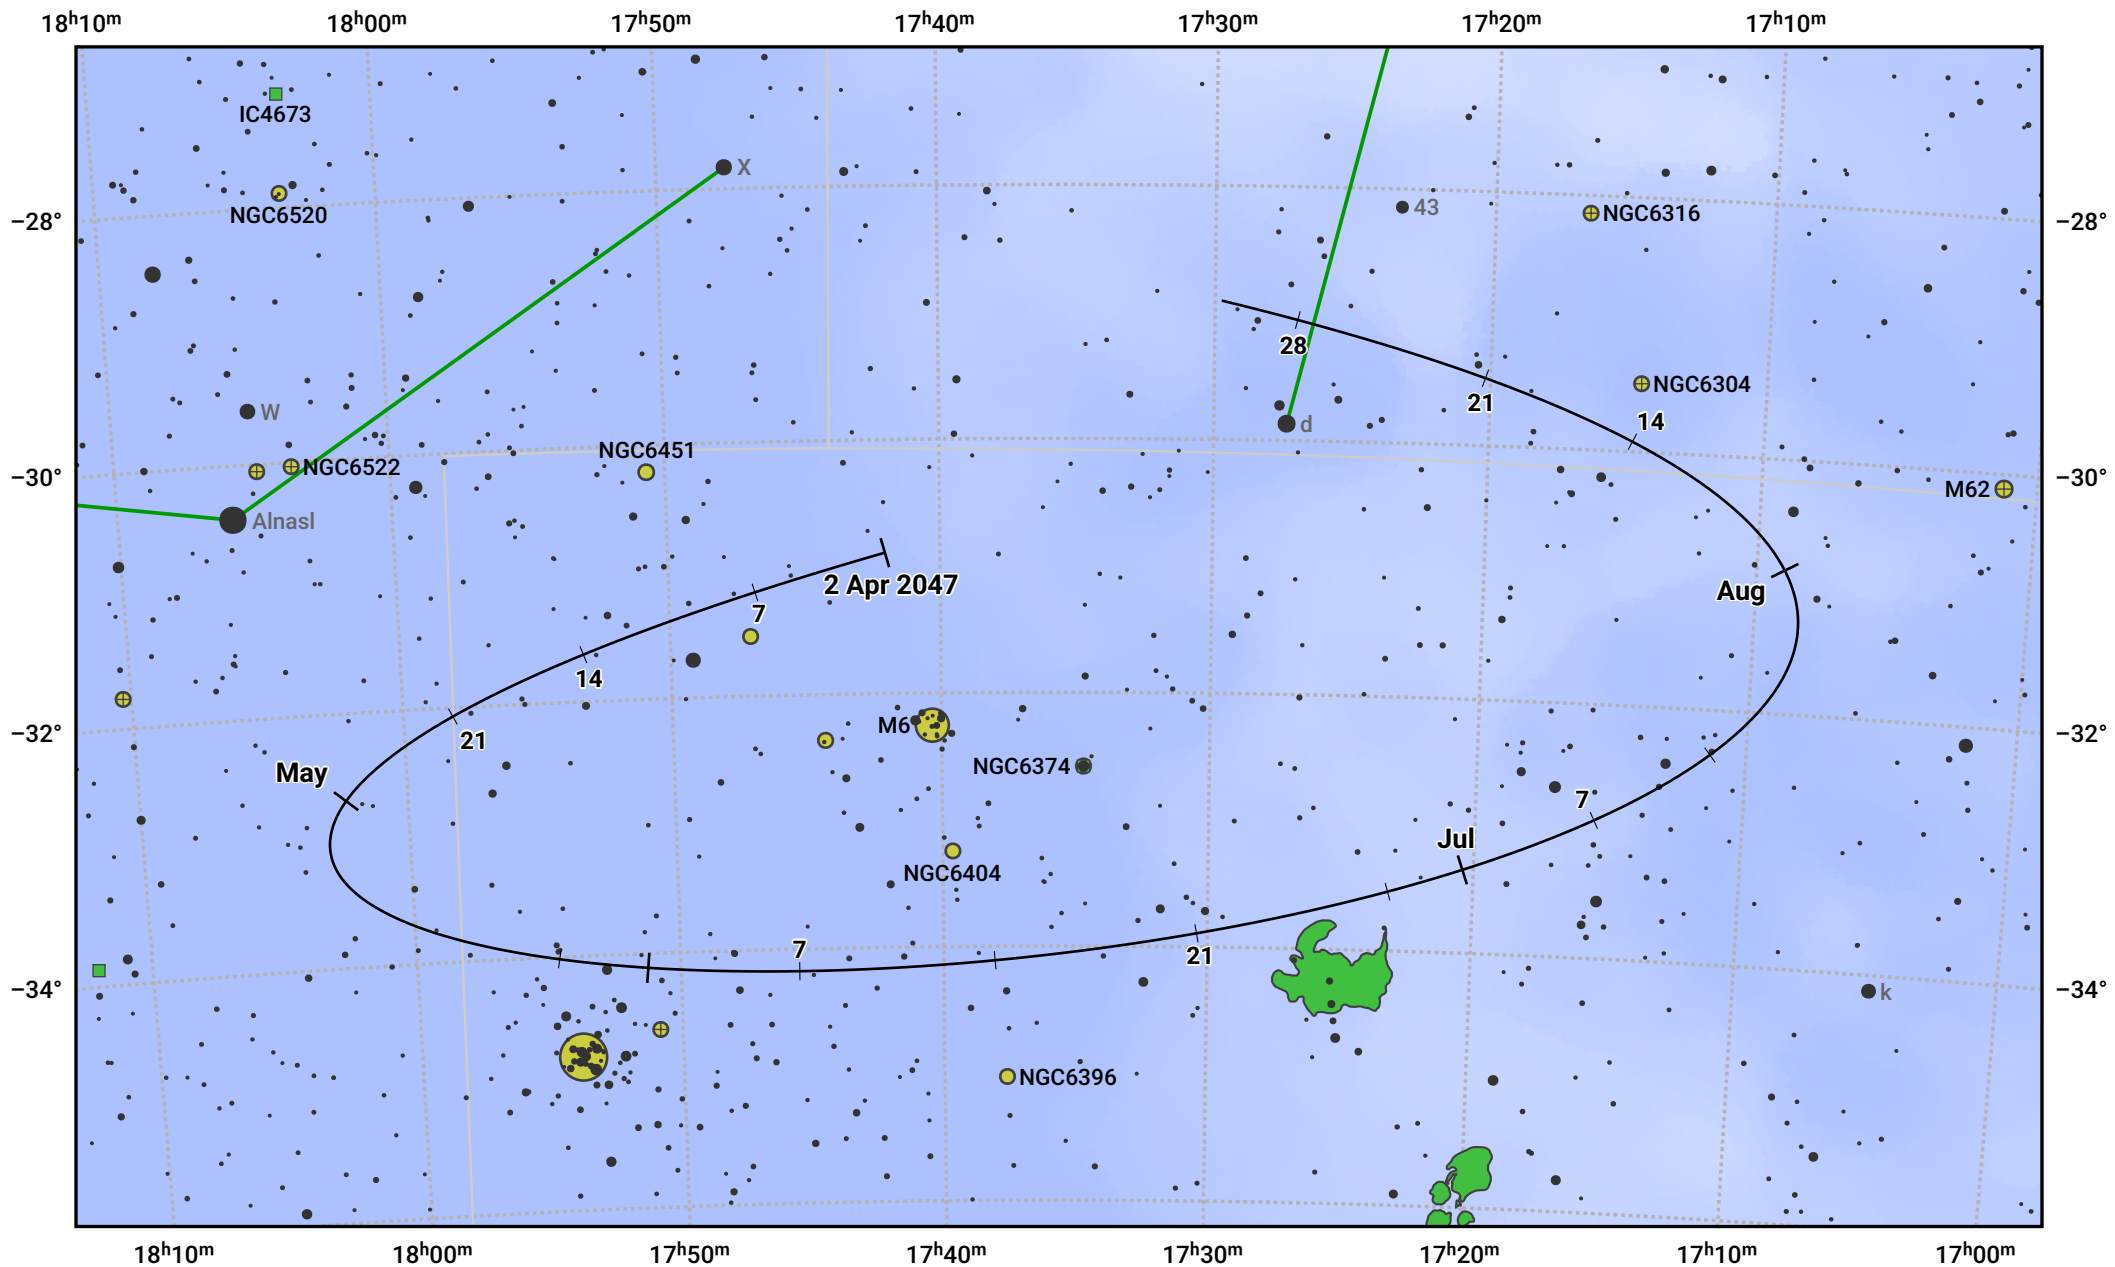 18h10m 18h00m 17h50m 17h40m 17h30m 17h20m 17h10m
IC4673
X
NGC6520
43
NGC6316
−28° −28°
28
NGC6304
21
14
W
d
NGC6451
NGC6522
−30° −30°
M62
Alnasl
2 Apr 2047
Aug
7
14
M6
21
−32° −32°
NGC6374
May
7
Jul
NGC6404
7
21
−34° −34°
k
NGC6396
18h10m 18h00m 17h50m 17h40m 17h30m 17h20m 17h10m 17h00m